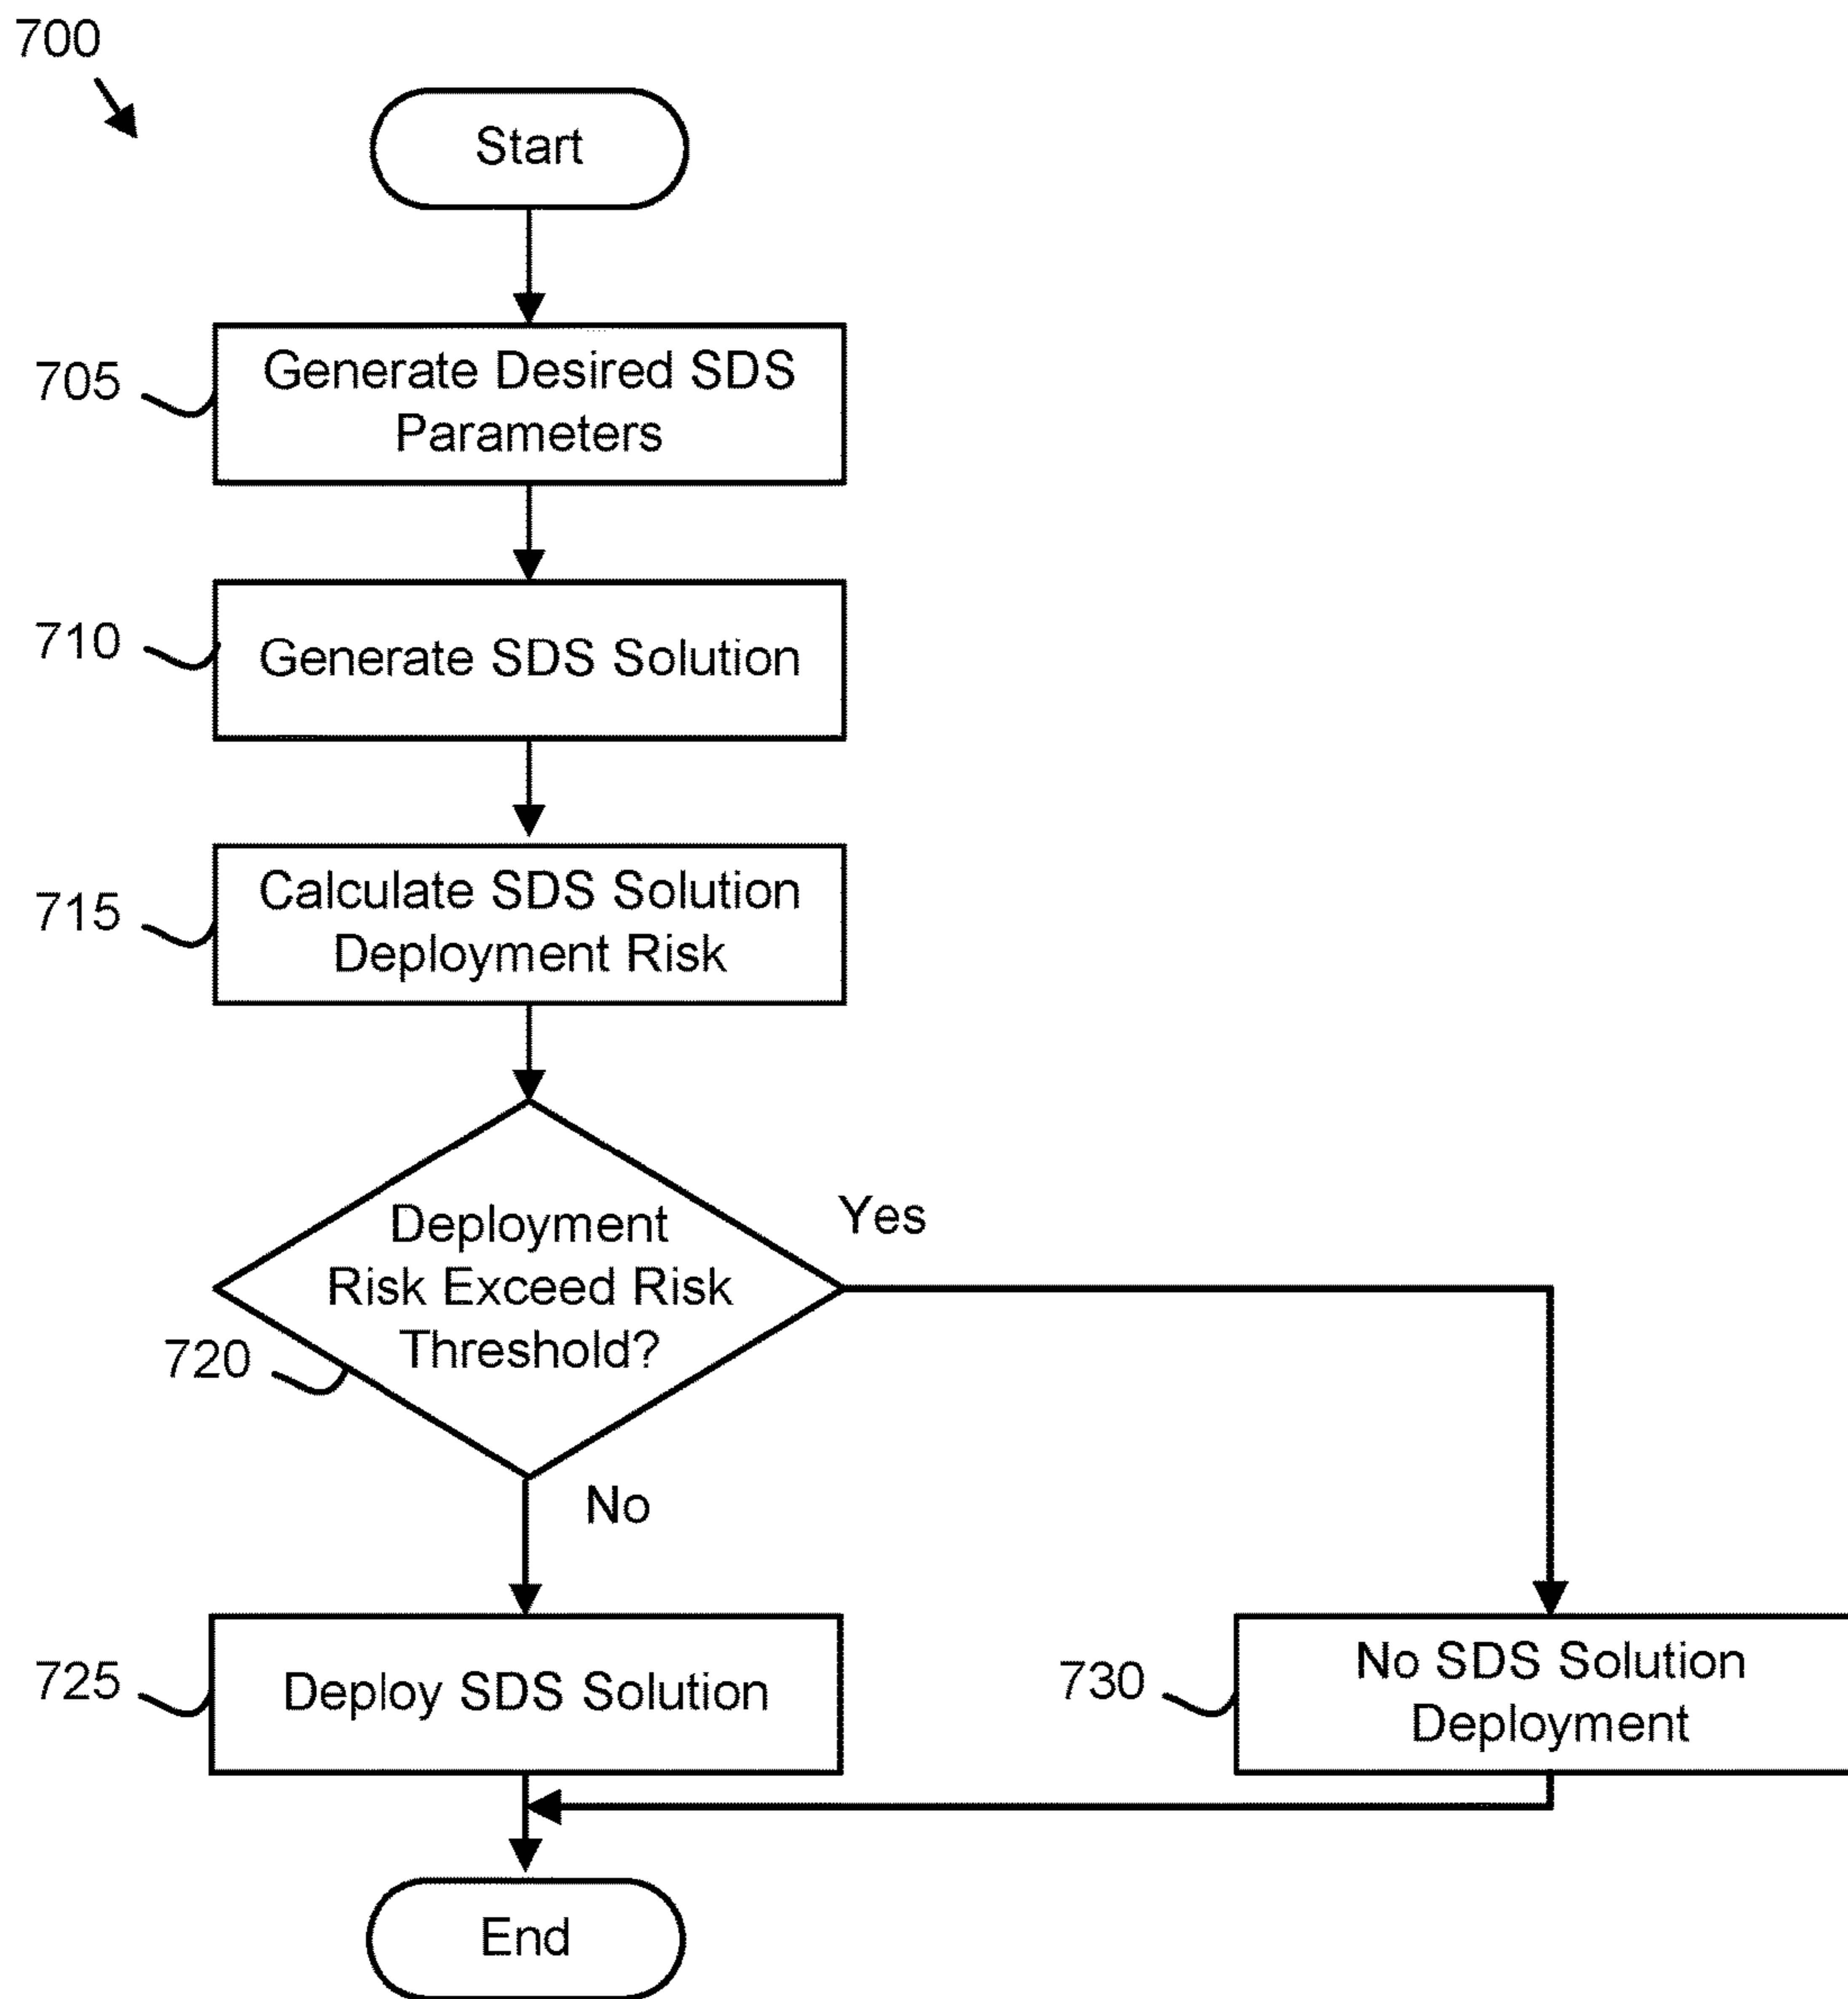 700
Start
705
Generate Desired SDS
Parameters
710
Generate SDS Solution
715
Calculate SDS Solution
Deployment Risk
Deployment
Risk Exceed Risk
Threshold?
720
Yes
No
725
Deploy SDS Solution
730
No SDS Solution
Deployment
End